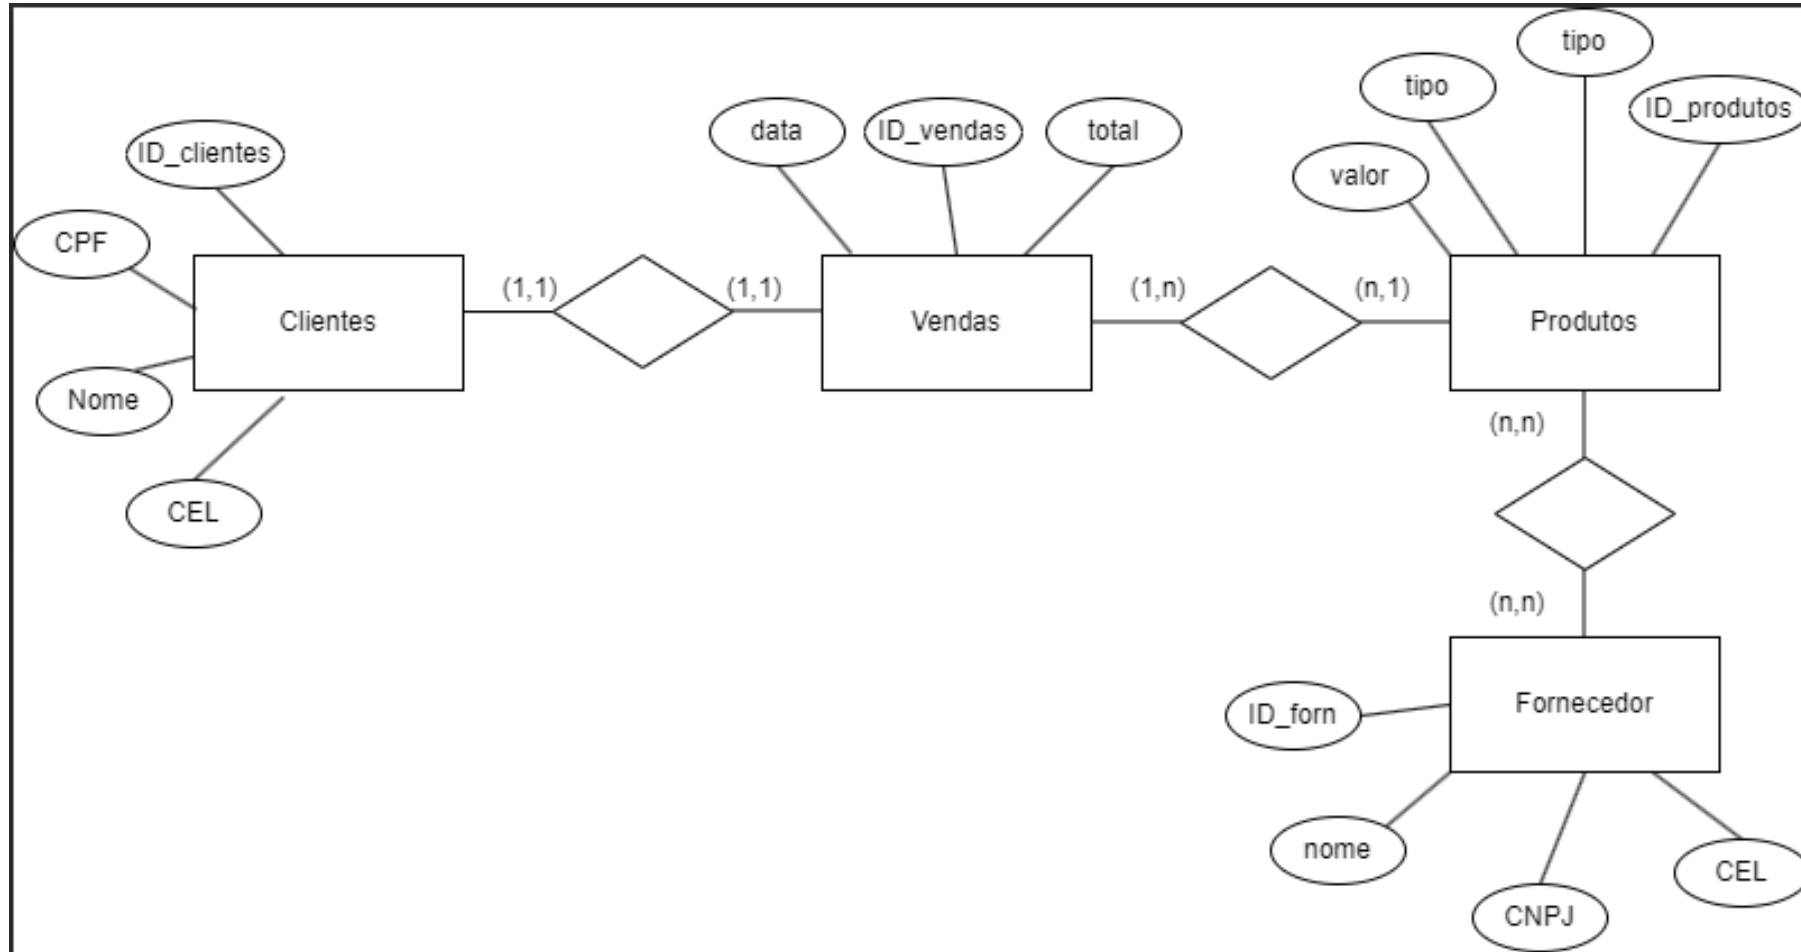 tipo
tipo
ID_produtos
data
ID_vendas
total
ID_clientes
valor
CPF
(1,1)
(1,1)
(1,n)
(n,1)
Clientes
Vendas
Produtos
Nome
(n,n)
CEL
(n,n)
Fornecedor
ID_forn
nome
CEL
CNPJ